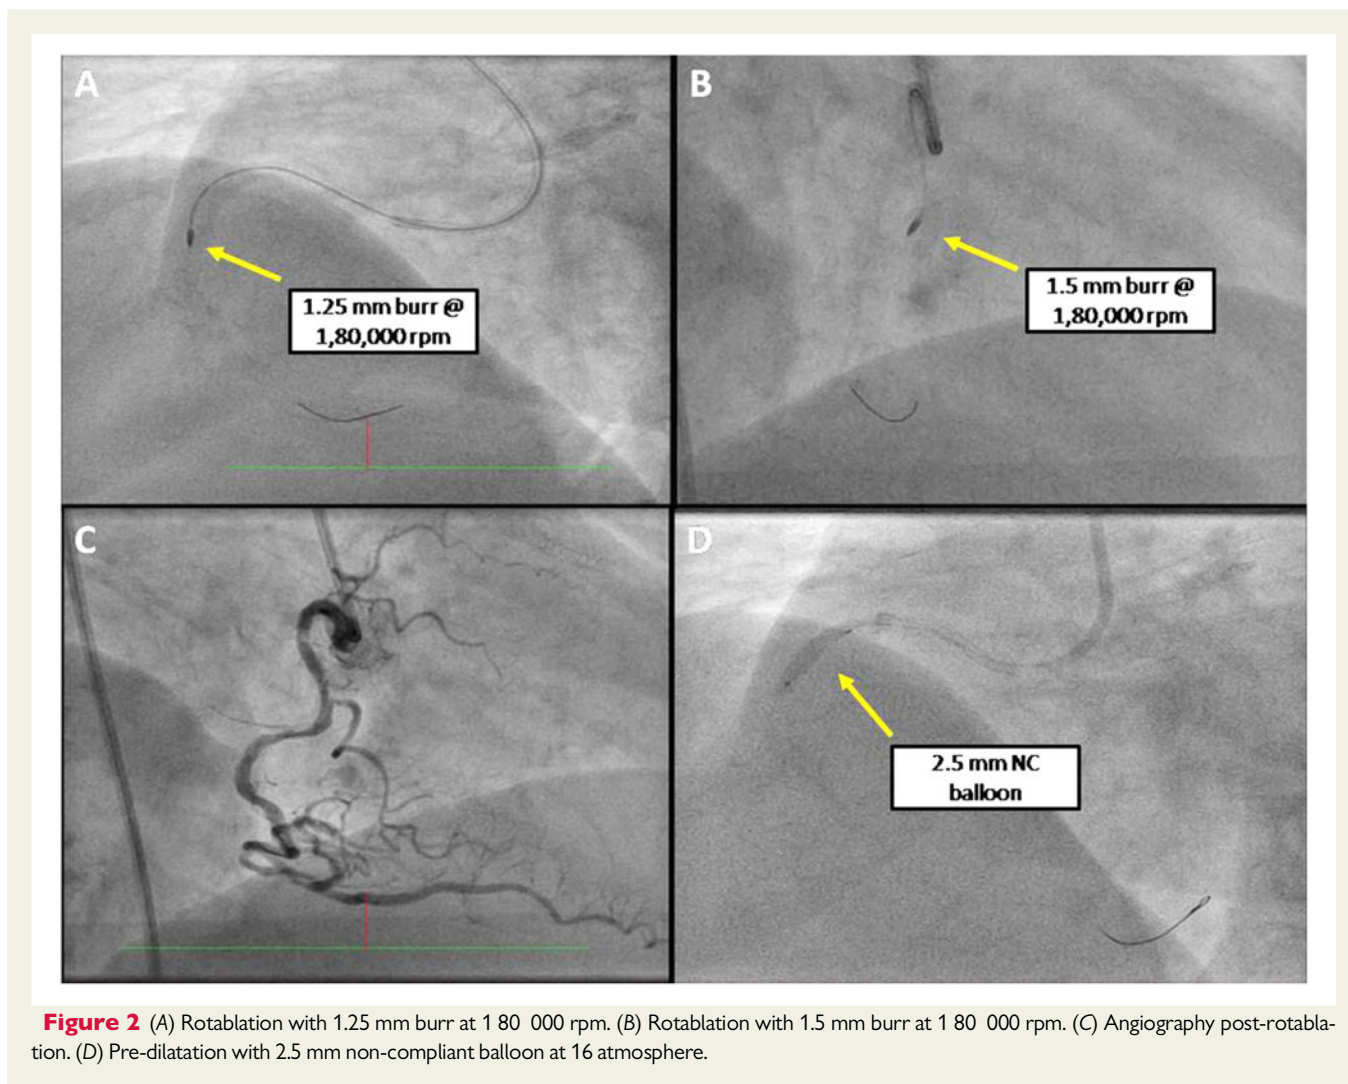 A
B
1.25 mm burr @
1,80,000 rpm
1.5 mm burr @
1,80,000 rpm
C
D
2.5 mm NC
balloon
Figure 2 (A) Rotablation with 1.25 mm burr at 1 80 000 rpm. (B) Rotablation with 1.5 mm burr at 1 80 000 rpm. (C) Angiography post-rotabla-
tion. (D) Pre-dilatation with 2.5 mm non-compliant balloon at 16 atmosphere.